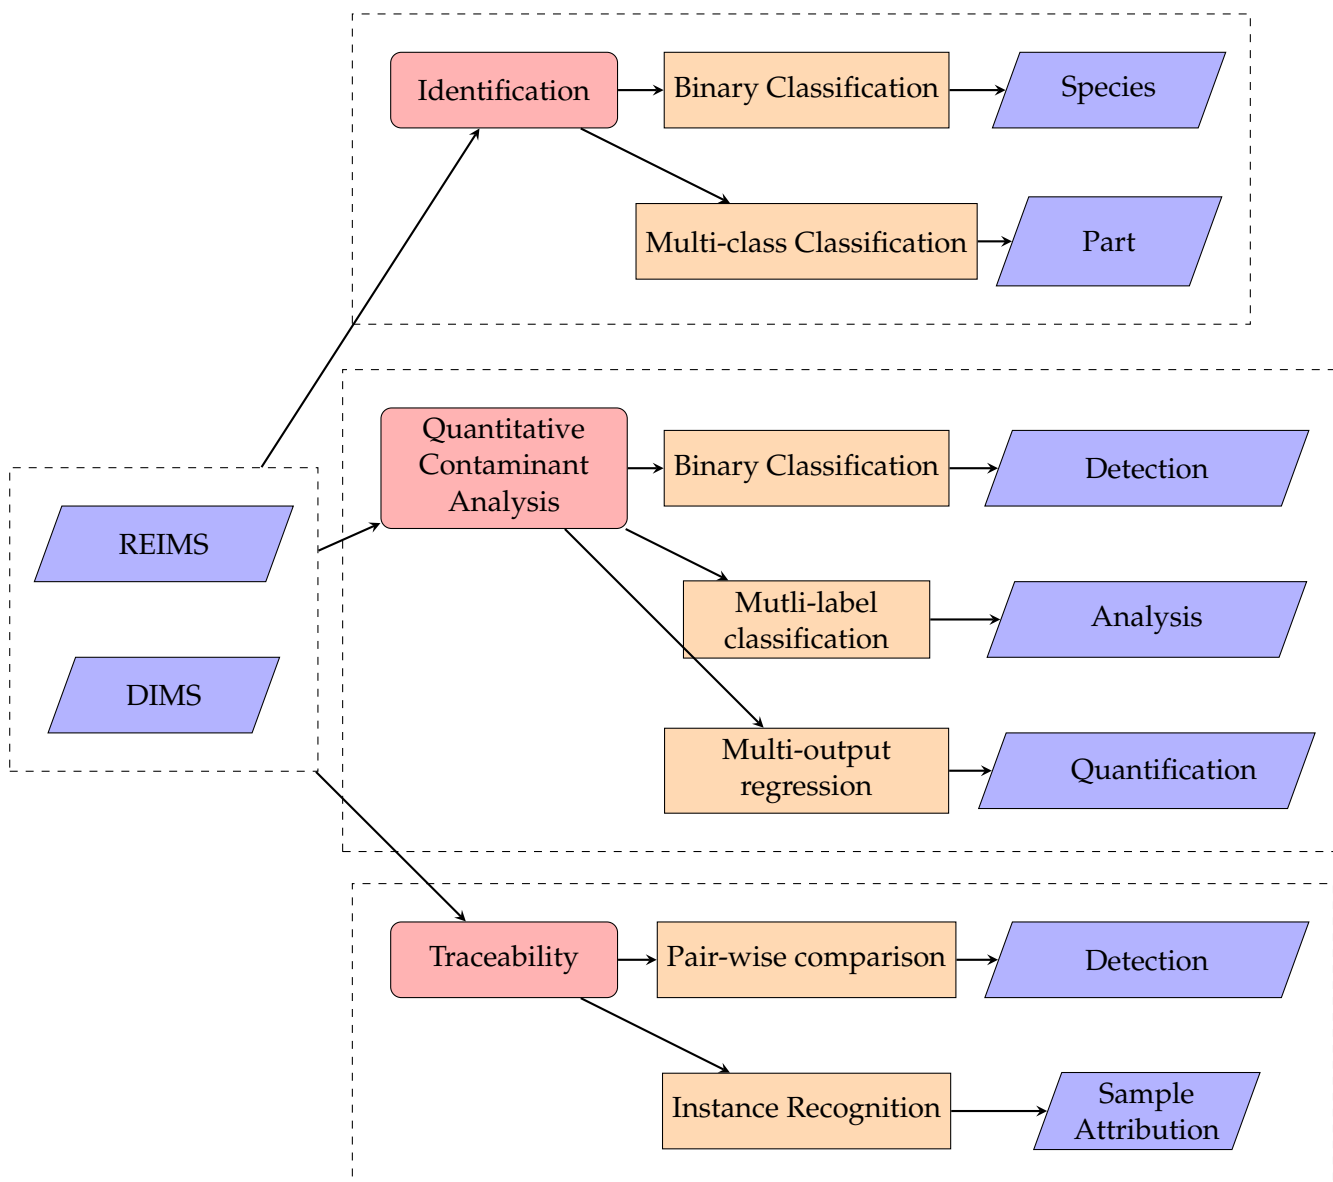 Identification
Binary Classification
Species
Multi-class Classification
Part
Quantitative
Contaminant
Analysis
Binary Classification
Detection
REIMS
Mutli-label
classification
Analysis
DIMS
Multi-output
regression
Quantification
Traceability
Pair-wise comparison
Detection
Instance Recognition
Sample
Attribution